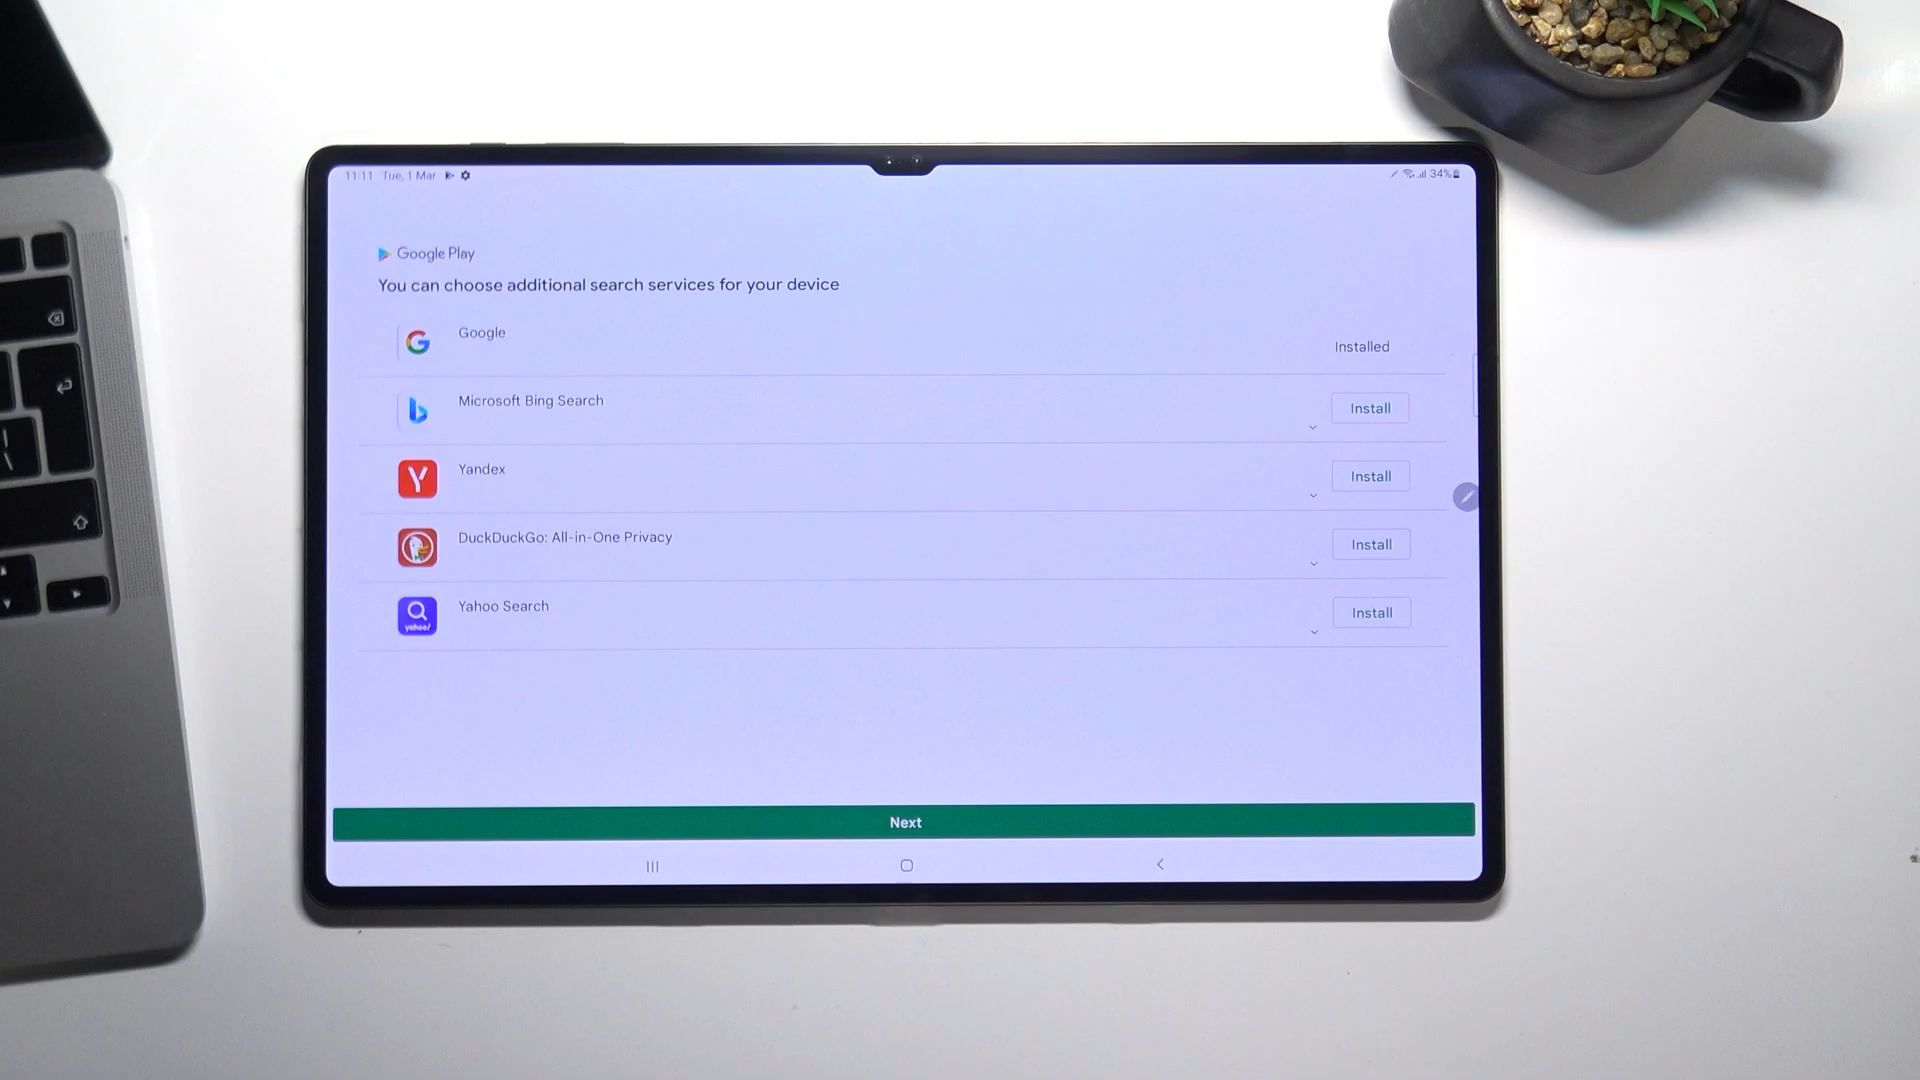 11:11 Tue, 1 Mar
34%
Google Play
You can choose additional search services for your device
Google
Installed
Microsoft Bing Search
Install
Yandex
Install
DuckDuckGo: All-in-One Privacy
Install
Yahoo Search
yahoo!
Install
Next